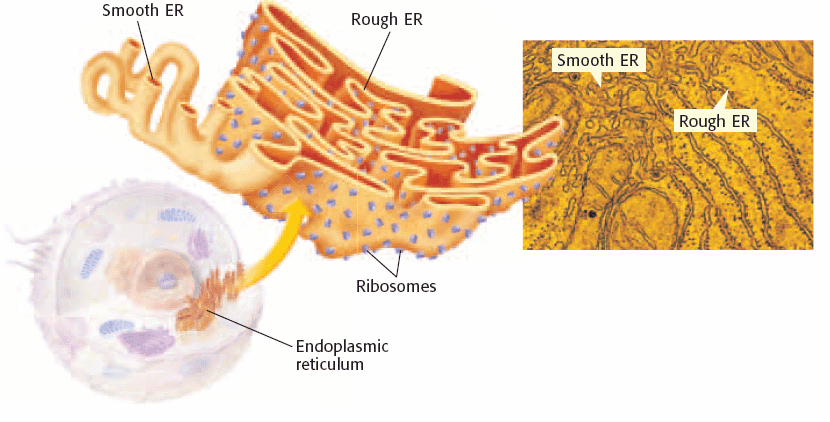 Smooth ER
Rough ER
Smooth ER
Rough ER
Ribosomes
Endoplasmic
reticulum